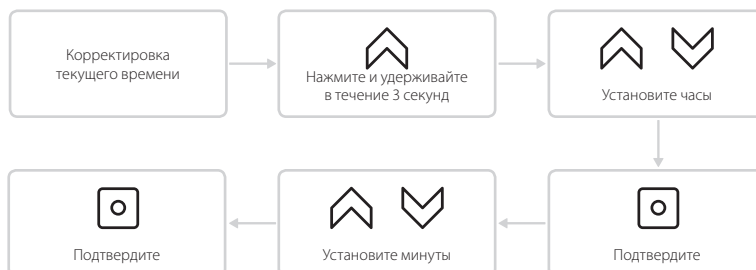 Корректировка
текущего времени
Нажмите и удерживайте
в течение 3 секунд
Установите часы
Подтвердите
Установите минуты
Подтвердите